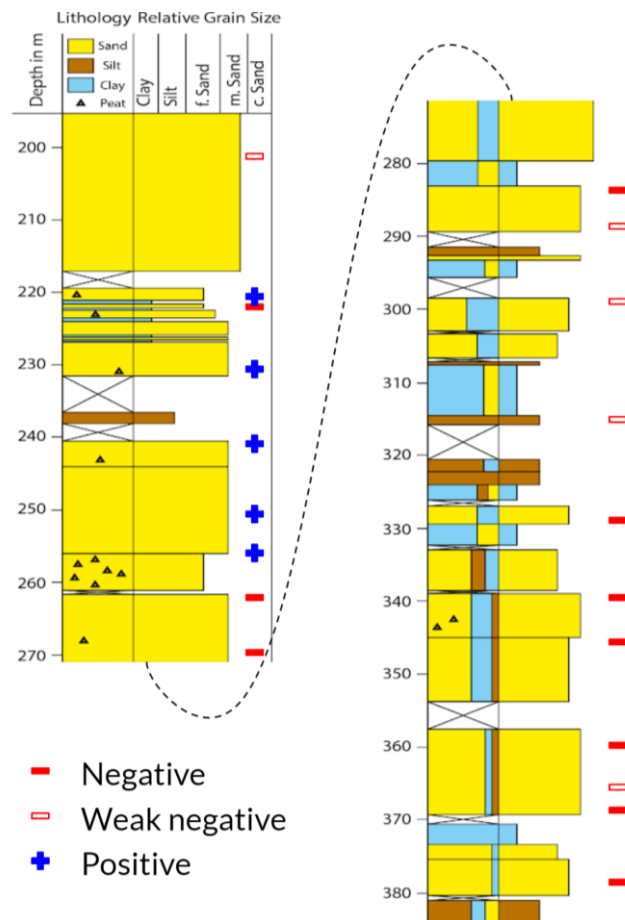 Lithology Relative Grain Size
Depth in m
Sand
Silt
Clay
Peat
Clay
Silt
f. Sand
m. Sand
c. Sand
200
210
220
230
240
250
260
270
280
290
300
310
320
330
340
350
360
370
380
Negative
Weak negative
Positive